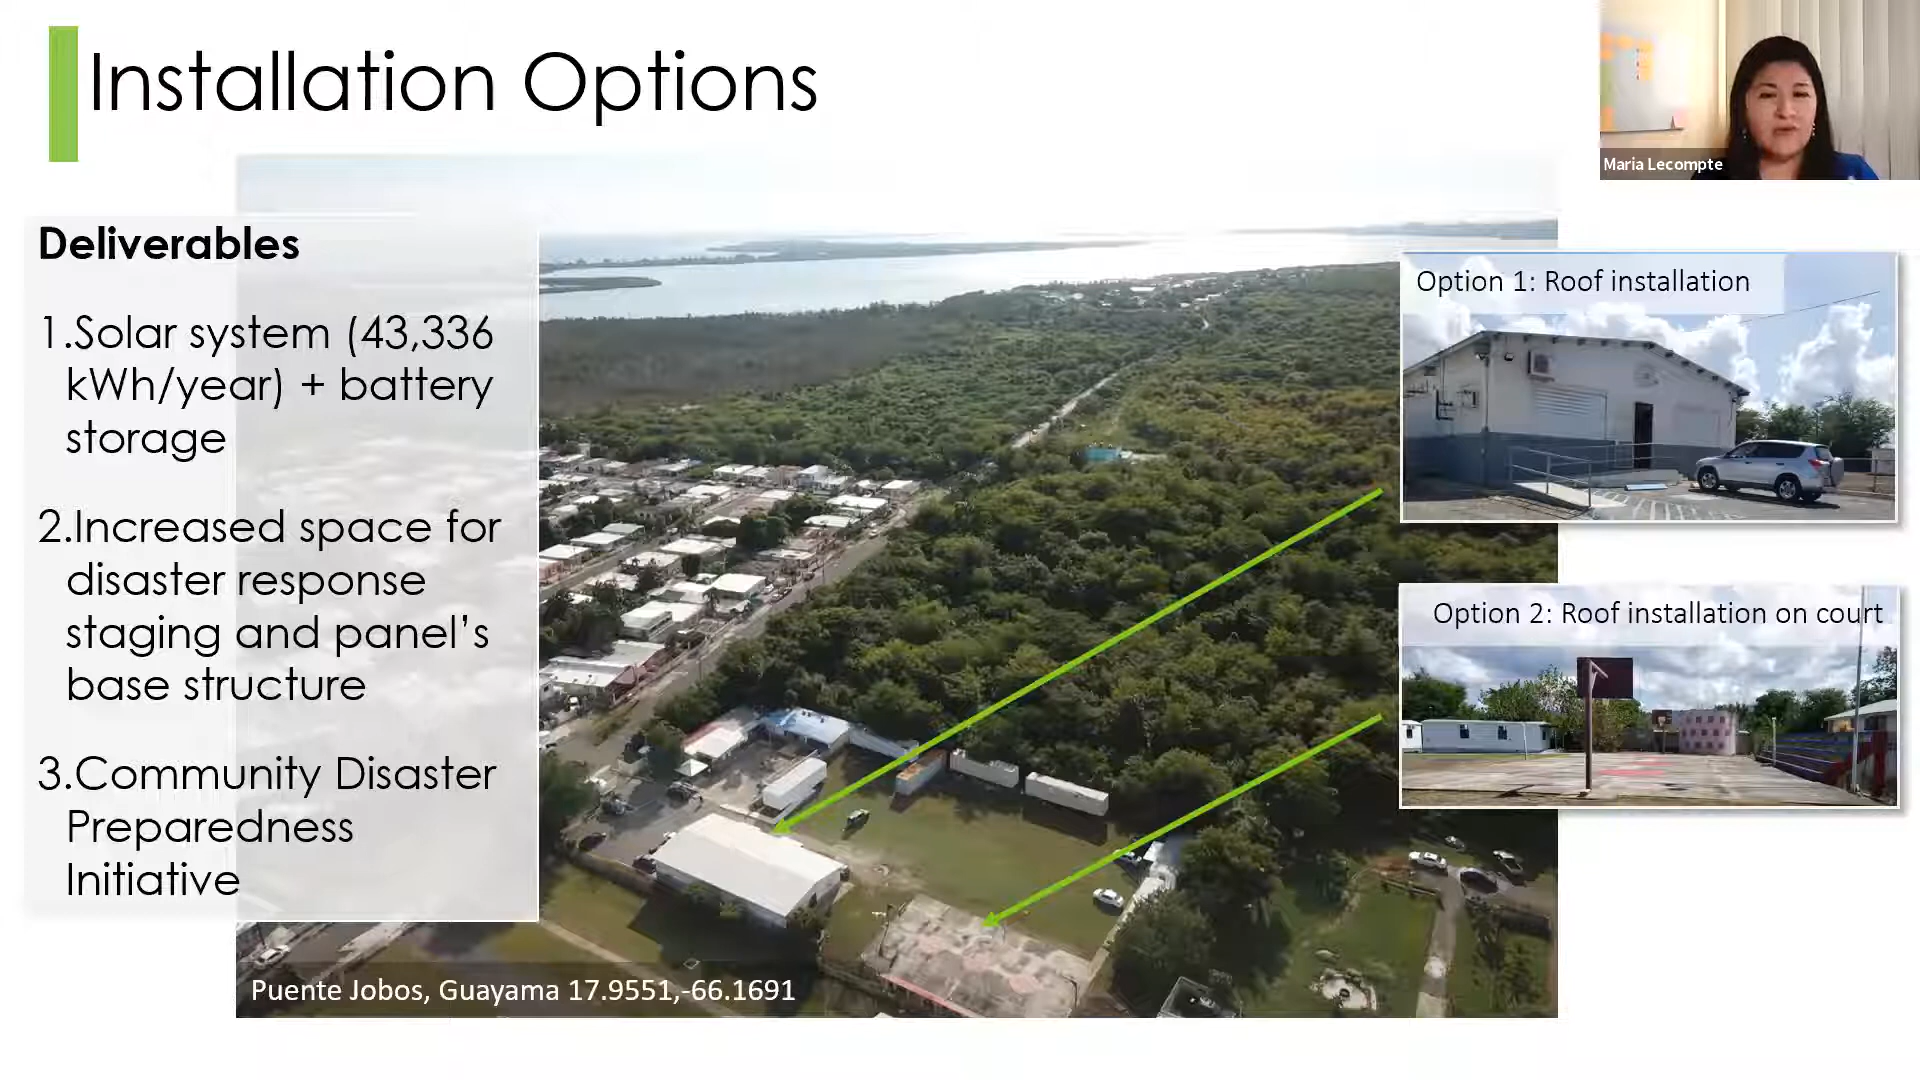 Installation Options
Maria Lecompte
Deliverables
1.Solar system (43,336
kWh/year) + battery
storage
2.Increased space for
disaster response
staging and panel’s
base structure
3.Community Disaster
Preparedness
Initiative
Option 1: Roof installation
Option 2: Roof installation on court
Puente Jobos, Guayama 17.9551,-66.1691